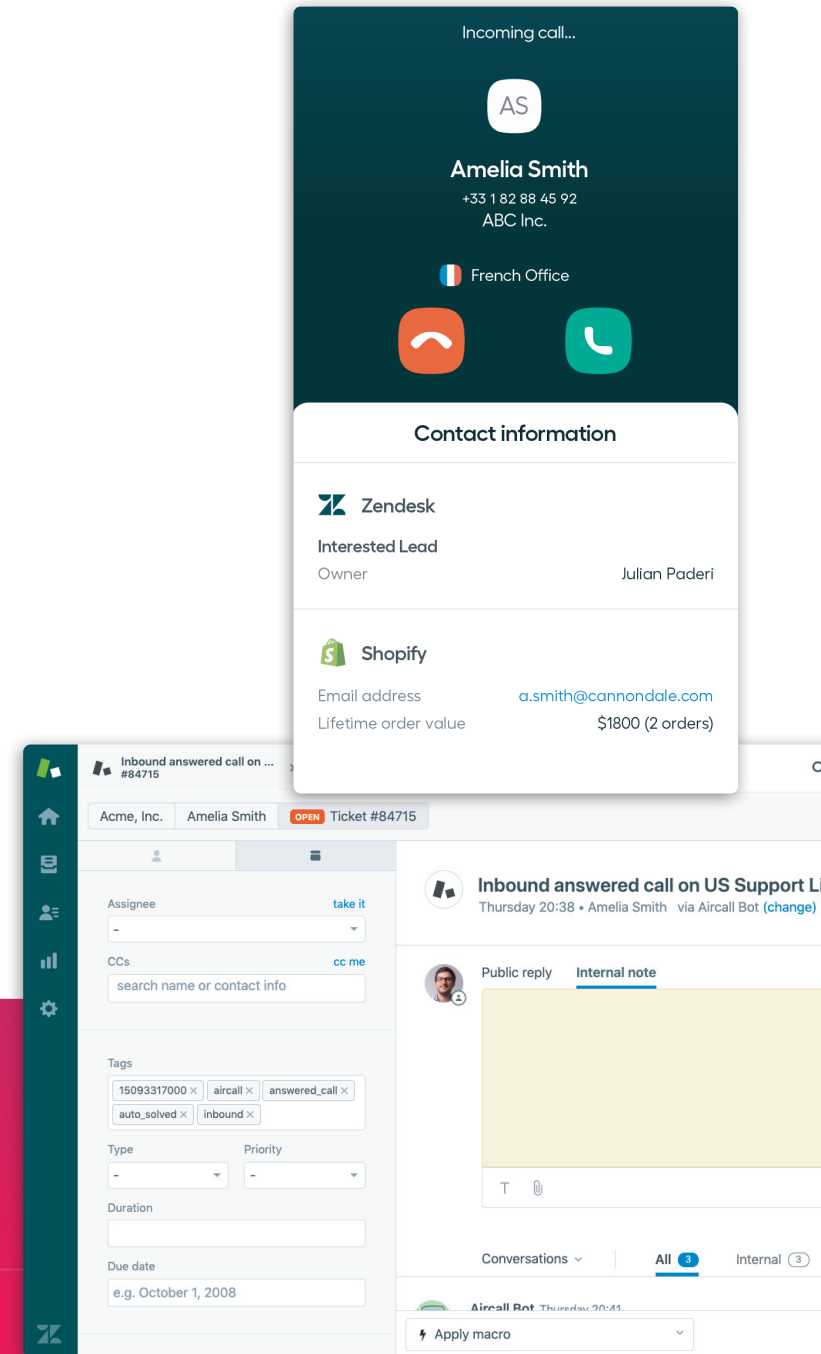 Incoming call...
AS
Amelia Smith
+33 1 82 88 45 92
ABC Inc.
French Office
Contact information
Zendesk
Interested Lead
Owner Julian Paderi
Shopify
Email address a.smith@cannondale.com
Lifetime order value $1800 (2 orders)
Inbound answered call on ...
#84715
Acme, Inc. Amelia Smith OPEN Ticket #84715
Assignee take it
-
CCs cc me
search name or contact info
Tags
15093317000 × aircall × answered_call ×
auto_solved × inbound ×
Type Priority
- -
Duration
Due date
e.g. October 1, 2008
Inbound answered call on US Support Li
Thursday 20:38 • Amelia Smith via Aircall Bot (change)
Public reply Internal note
T
Conversations All 3 Internal 3
Aircall Bot Thursday 20:41
Apply macro